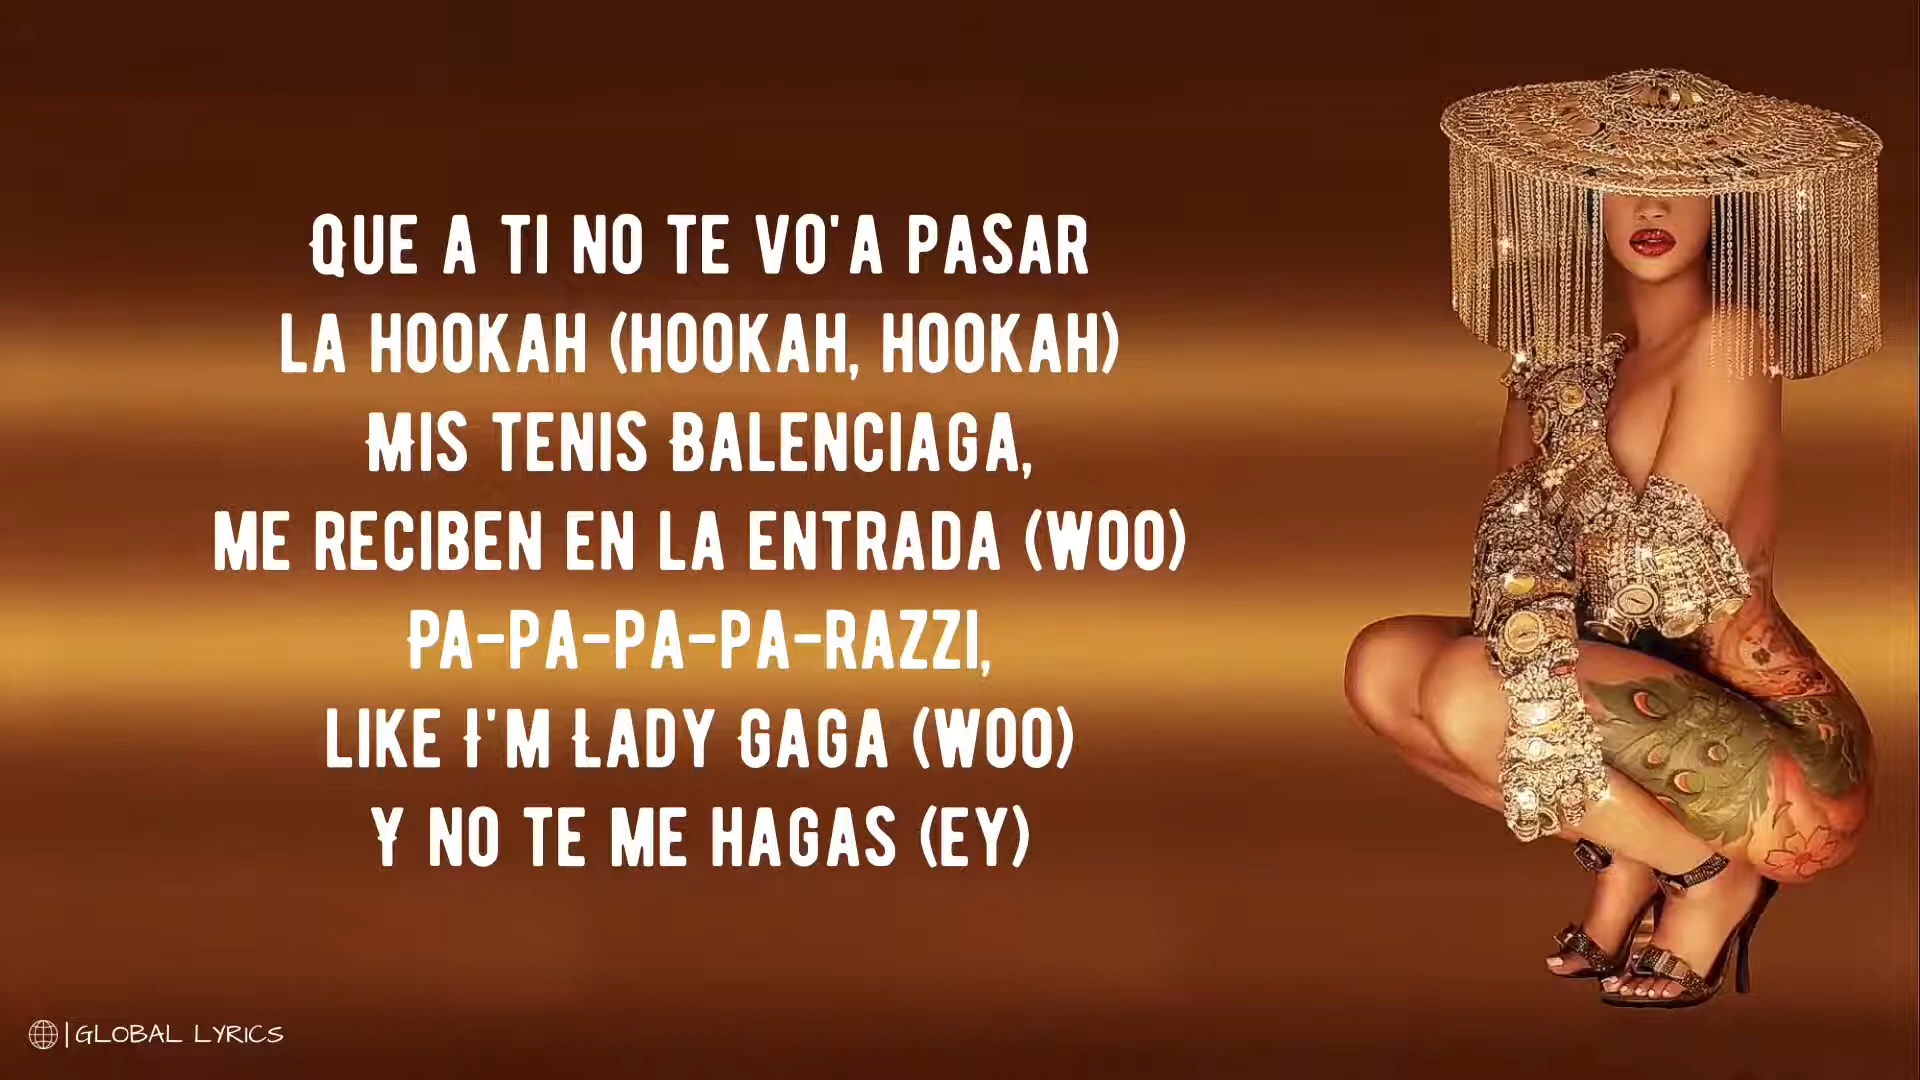 QUE A TI NO TE VO'A PASAR
LA HOOKAH (HOOKAH, HOOKAH)
MIS TENIS BALENCIAGA,
ME RECIBEN EN LA ENTRADA (WOO)
PA-PA-PA-PA-RAZZI,
LIKE I'M LADY GAGA (WOO)
Y NO TE ME HAGAS (EY)
|GLOBAL LYRICS